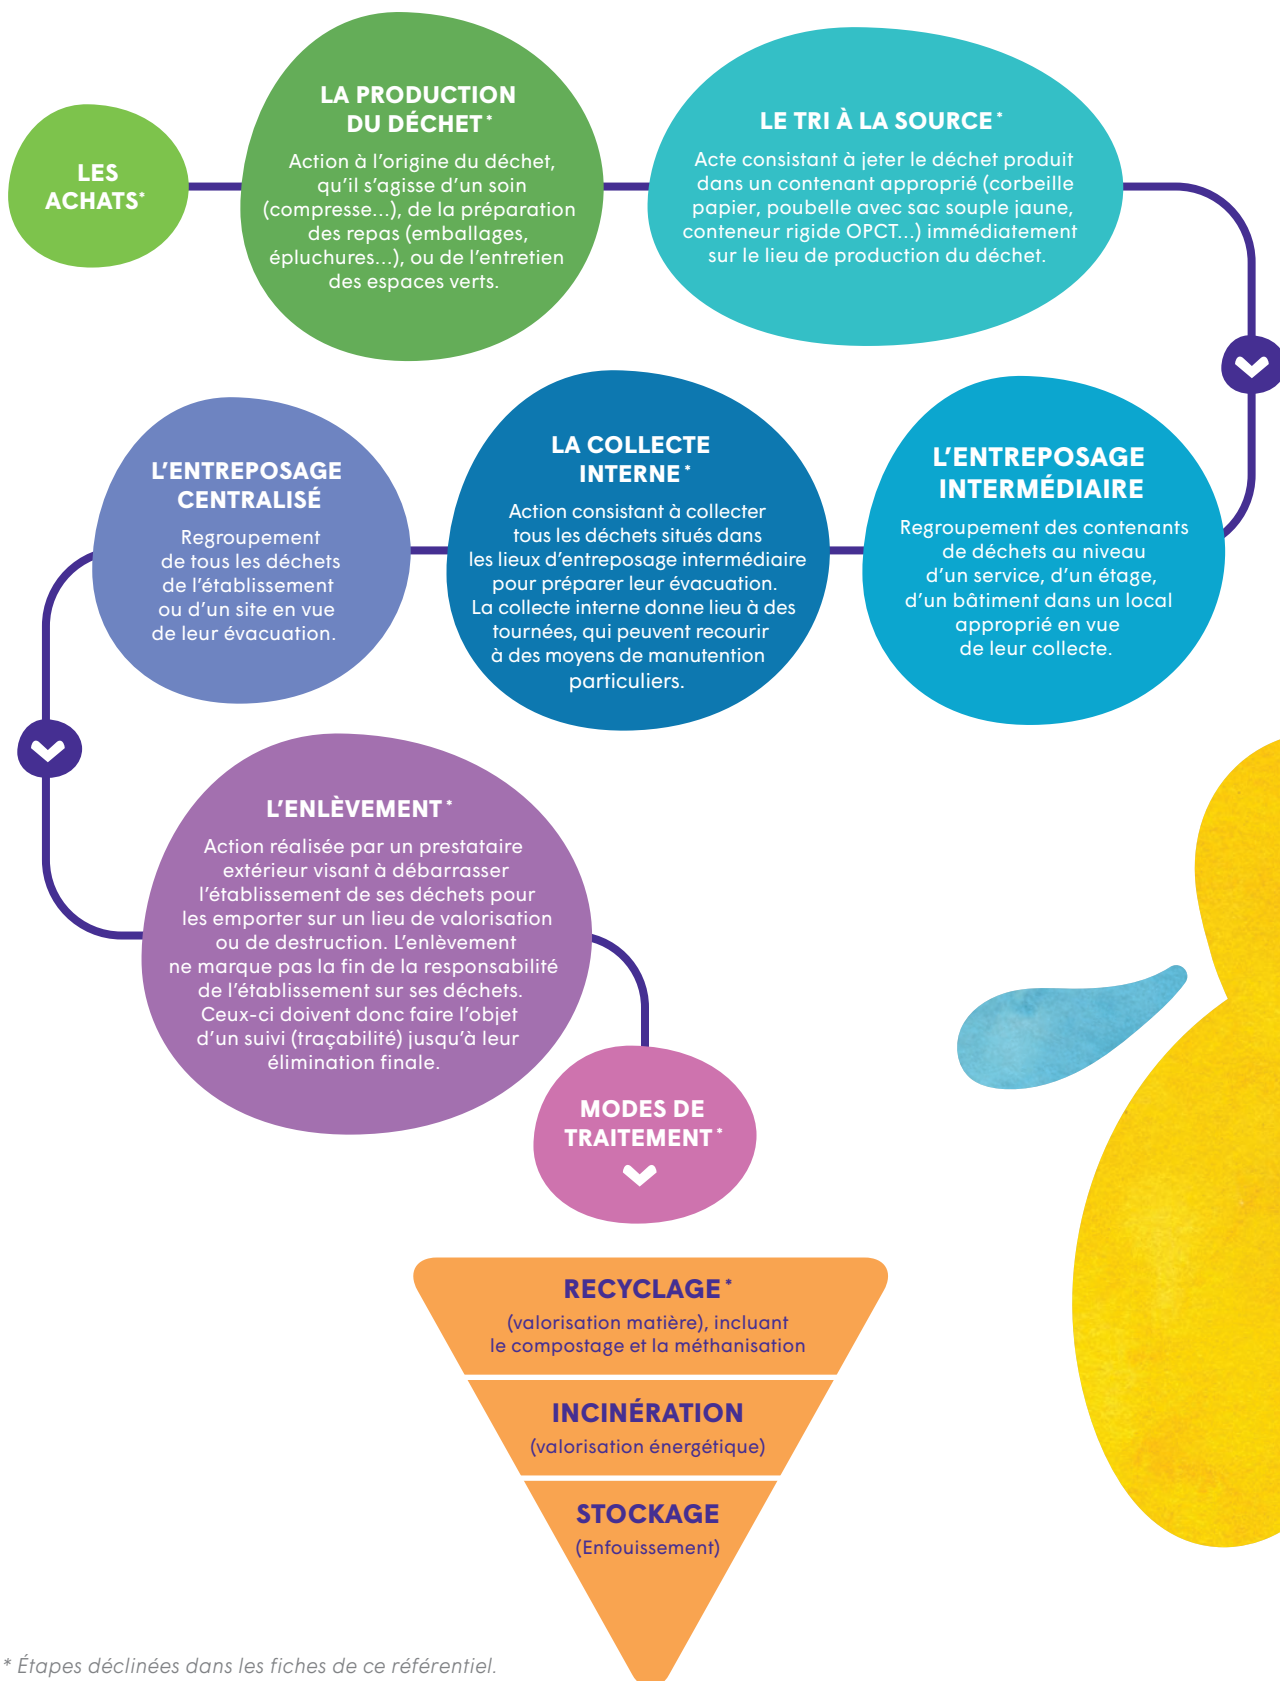 LES
ACHATS*
LA PRODUCTION
DU DÉCHET*
Action à l'origine du déchet,
qu'il s'agisse d'un soin
(compresse...), de la préparation
des repas (emballages,
épluchures...), ou de l'entretien
des espaces verts.
LE TRI À LA SOURCE*
Acte consistant à jeter le déchet produit
dans un contenant approprié (corbeille
papier, poubelle avec sac souple jaune,
conteneur rigide OPCT...) immédiatement
sur le lieu de production du déchet.
L'ENTREPOSAGE
INTERMÉDIAIRE
Regroupement des contenants
de déchets au niveau
d'un service, d'un étage,
d'un bâtiment dans un local
approprié en vue
de leur collecte.
LA COLLECTE
INTERNE*
Action consistant à collecter
tous les déchets situés dans
les lieux d'entreposage intermédiaire
pour préparer leur évacuation.
La collecte interne donne lieu à des
tournées, qui peuvent recourir
à des moyens de manutention
particuliers.
L'ENTREPOSAGE
CENTRALISÉ
Regroupement
de tous les déchets
de l'établissement
ou d'un site en vue
de leur évacuation.
L'ENLÈVEMENT*
Action réalisée par un prestataire
extérieur visant à débarrasser
l'établissement de ses déchets pour
les emporter sur un lieu de valorisation
ou de destruction. L'enlèvement
ne marque pas la fin de la responsabilité
de l'établissement sur ses déchets.
Ceux-ci doivent donc faire l'objet
d'un suivi (traçabilité) jusqu'à leur
élimination finale.
MODES DE
TRAITEMENT*
RECYCLAGE*
(valorisation matière), incluant
le compostage et la méthanisation
INCINÉRATION
(valorisation énergétique)
STOCKAGE
(Enfouissement)
* Étapes déclinées dans les fiches de ce référentiel.